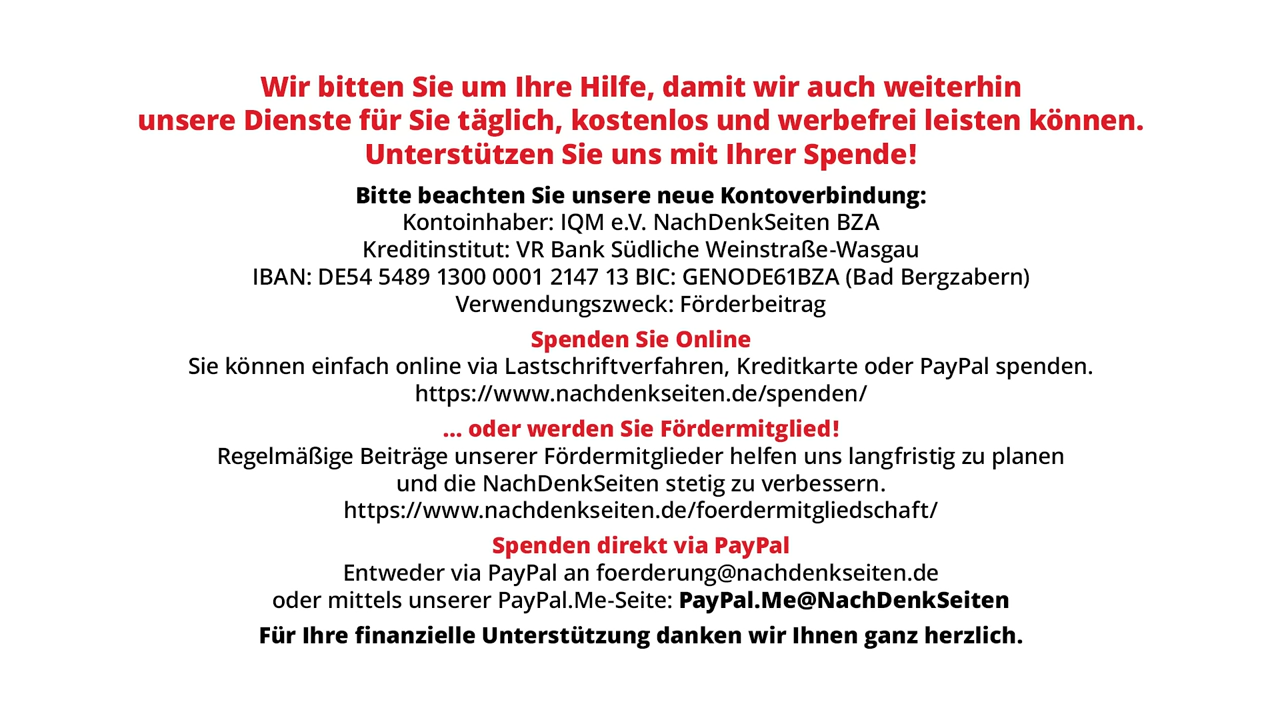 Wir bitten Sie um Ihre Hilfe, damit wir auch weiterhin
unsere Dienste für Sie täglich, kostenlos und werbefrei leisten können.
Unterstützen Sie uns mit Ihrer Spende!
Bitte beachten Sie unsere neue Kontoverbindung:
Kontoinhaber: IQM e.V. NachDenkSeiten BZA
Kreditinstitut: VR Bank Südliche Weinstraße-Wasgau
IBAN: DE54 5489 1300 0001 2147 13 BIC: GENODE61BZA (Bad Bergzabern)
Verwendungszweck: Förderbeitrag
Spenden Sie Online
Sie können einfach online via Lastschriftverfahren, Kreditkarte oder PayPal spenden.
https://www.nachdenkseiten.de/spenden/
... oder werden Sie Fördermitglied!
Regelmäßige Beiträge unserer Fördermitglieder helfen uns langfristig zu planen
und die NachDenkSeiten stetig zu verbessern.
https://www.nachdenkseiten.de/foerdermitgliedschaft/
Spenden direkt via PayPal
Entweder via PayPal an foerderung@nachdenkseiten.de
oder mittels unserer PayPal.Me-Seite: PayPal.Me@NachDenkSeiten
Für Ihre finanzielle Unterstützung danken wir Ihnen ganz herzlich.